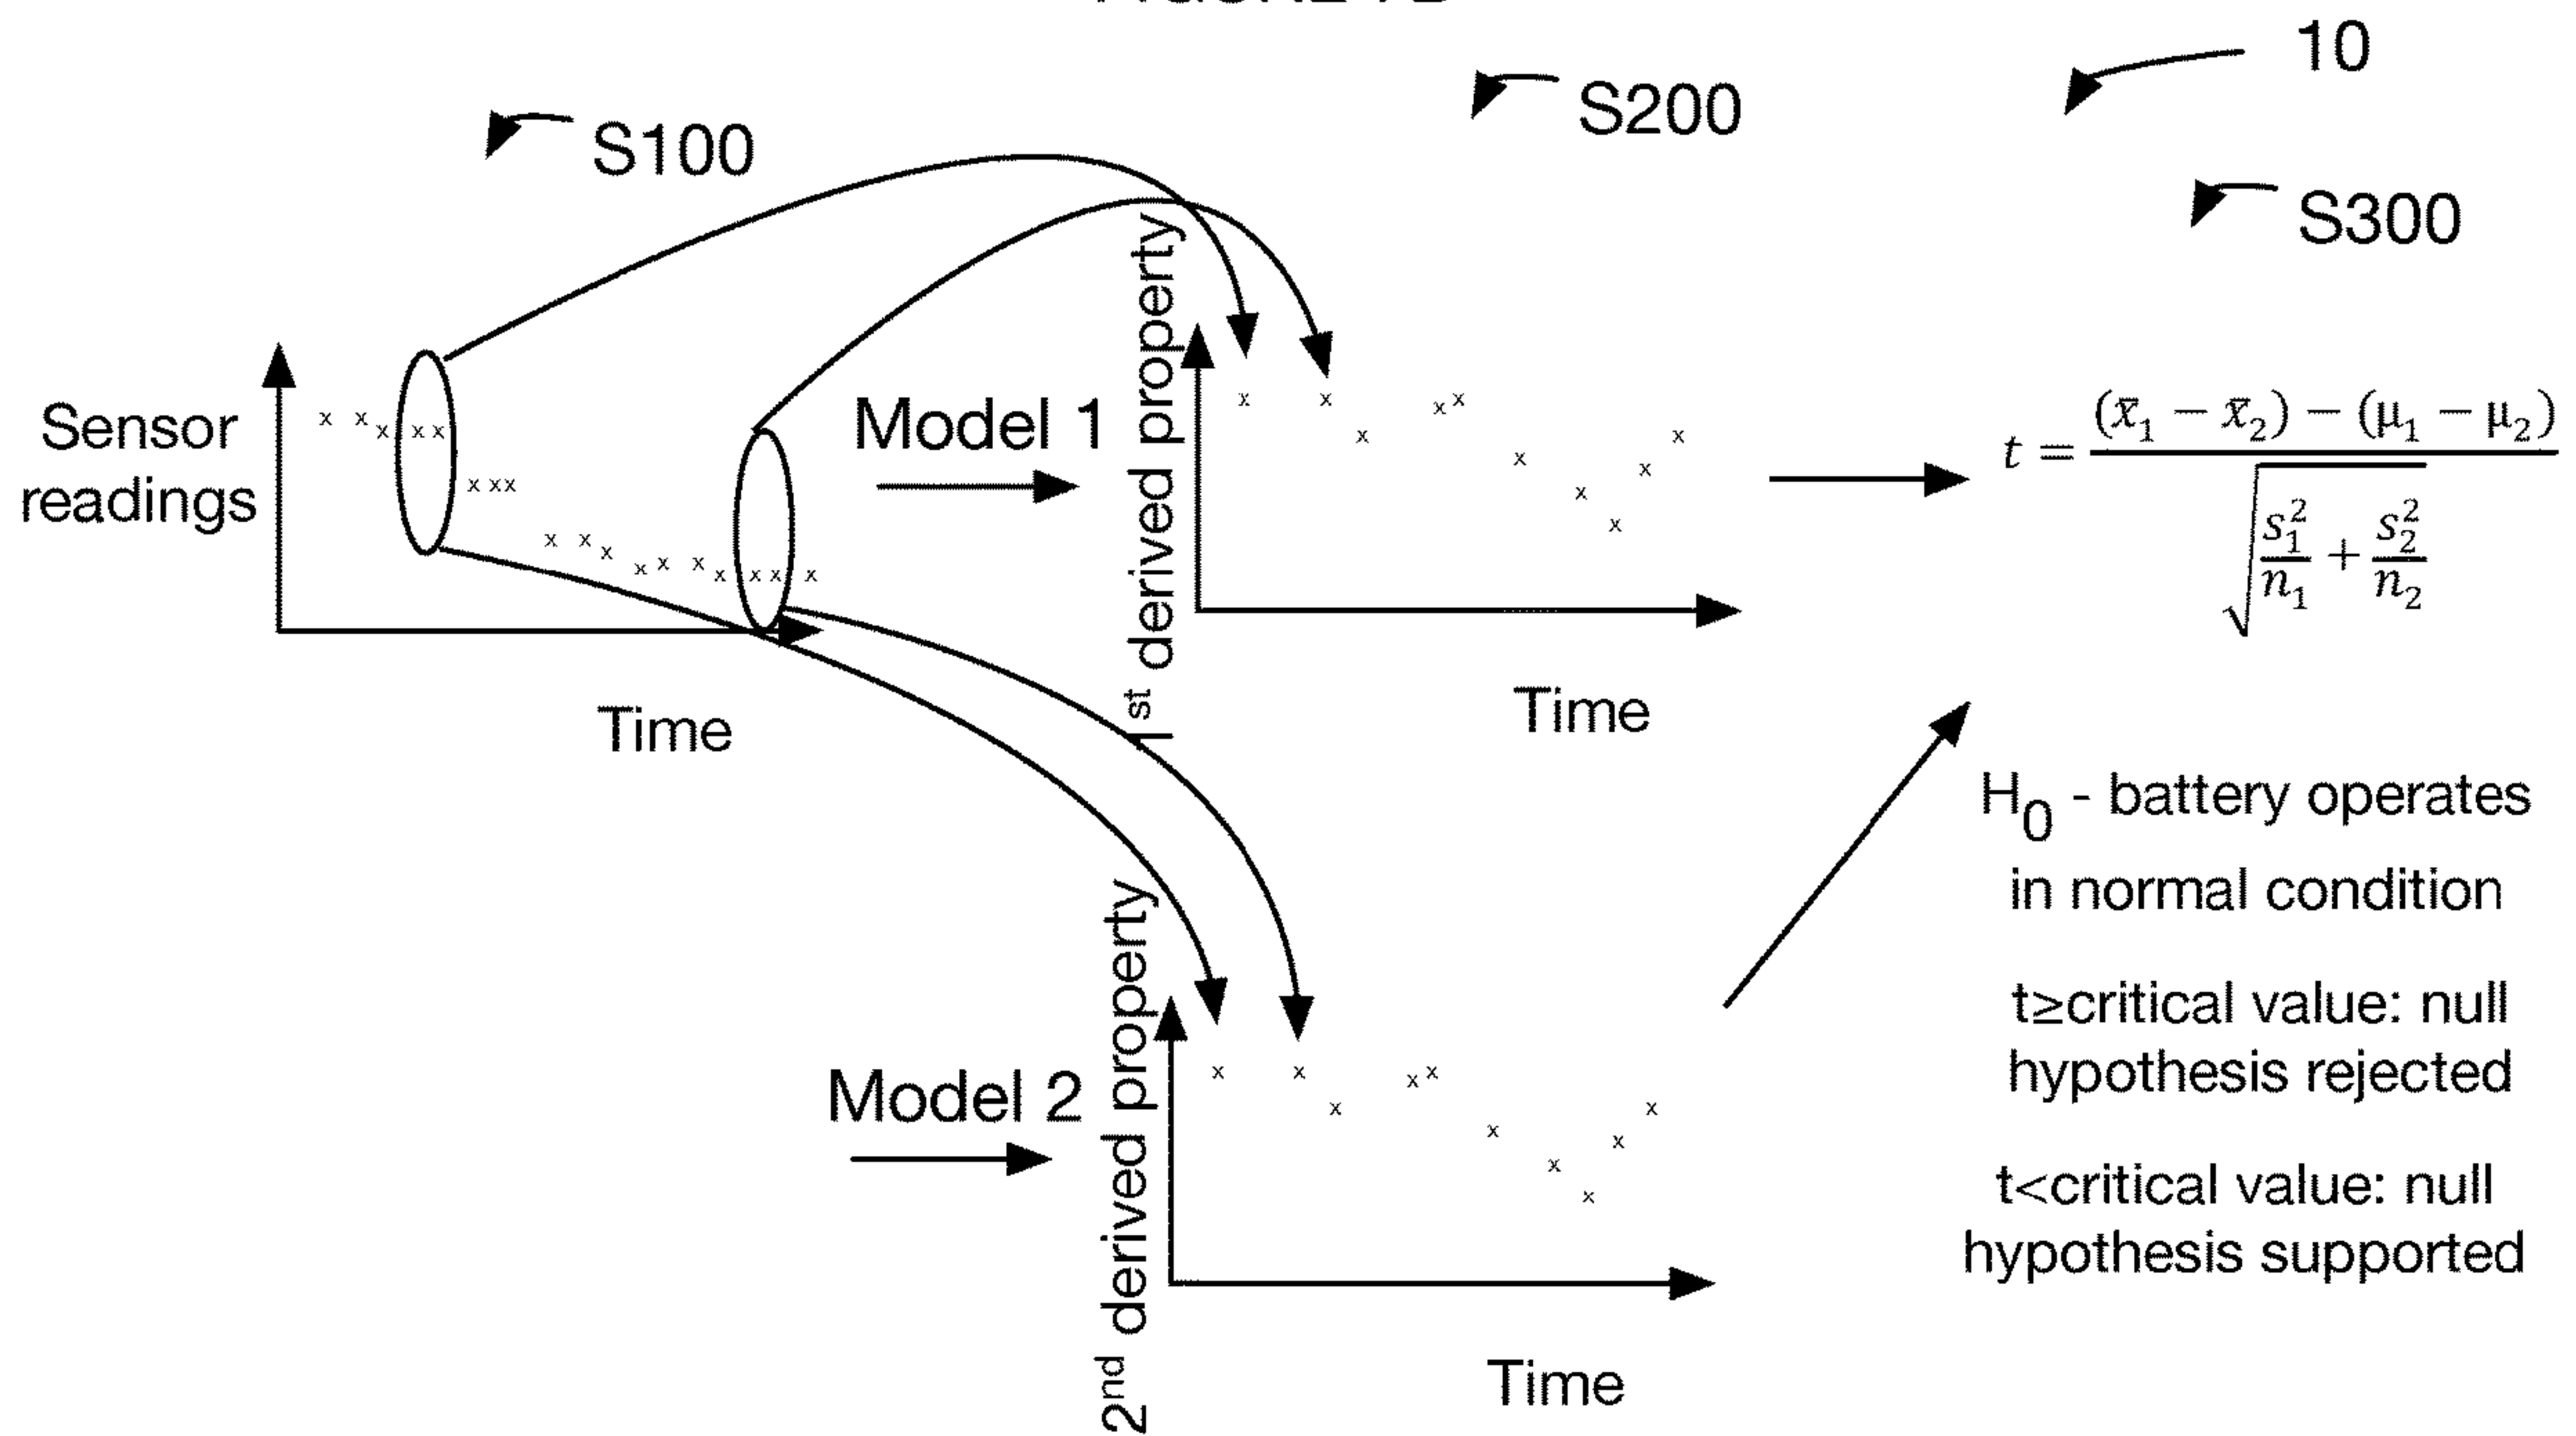 10
S100
S200
S300
Sensor
readings
Time
Model 1
1st derived property
Time
t = (x̄₁ − x̄₂) − (μ₁ − μ₂) / √(s₁²/n₁ + s₂²/n₂)
H₀ - battery operates
in normal condition
t≥critical value: null
hypothesis rejected
t<critical value: null
hypothesis supported
Model 2
2nd derived property
Time